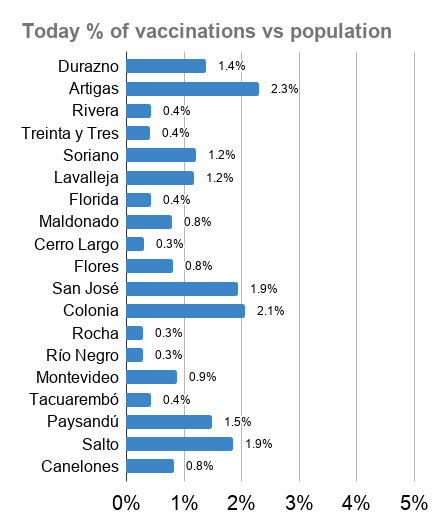 Today % of vaccinations vs population
Durazno 1.4%
Artigas 2.3%
Rivera 0.4%
Treinta y Tres 0.4%
Soriano 1.2%
Lavalleja 1.2%
Florida 0.4%
Maldonado 0.8%
Cerro Largo 0.3%
Flores 0.8%
San José 1.9%
Colonia 2.1%
Rocha 0.3%
Río Negro 0.3%
Montevideo 0.9%
Tacuarembó 0.4%
Paysandú 1.5%
Salto 1.9%
Canelones 0.8%
0% 1% 2% 3% 4% 5%